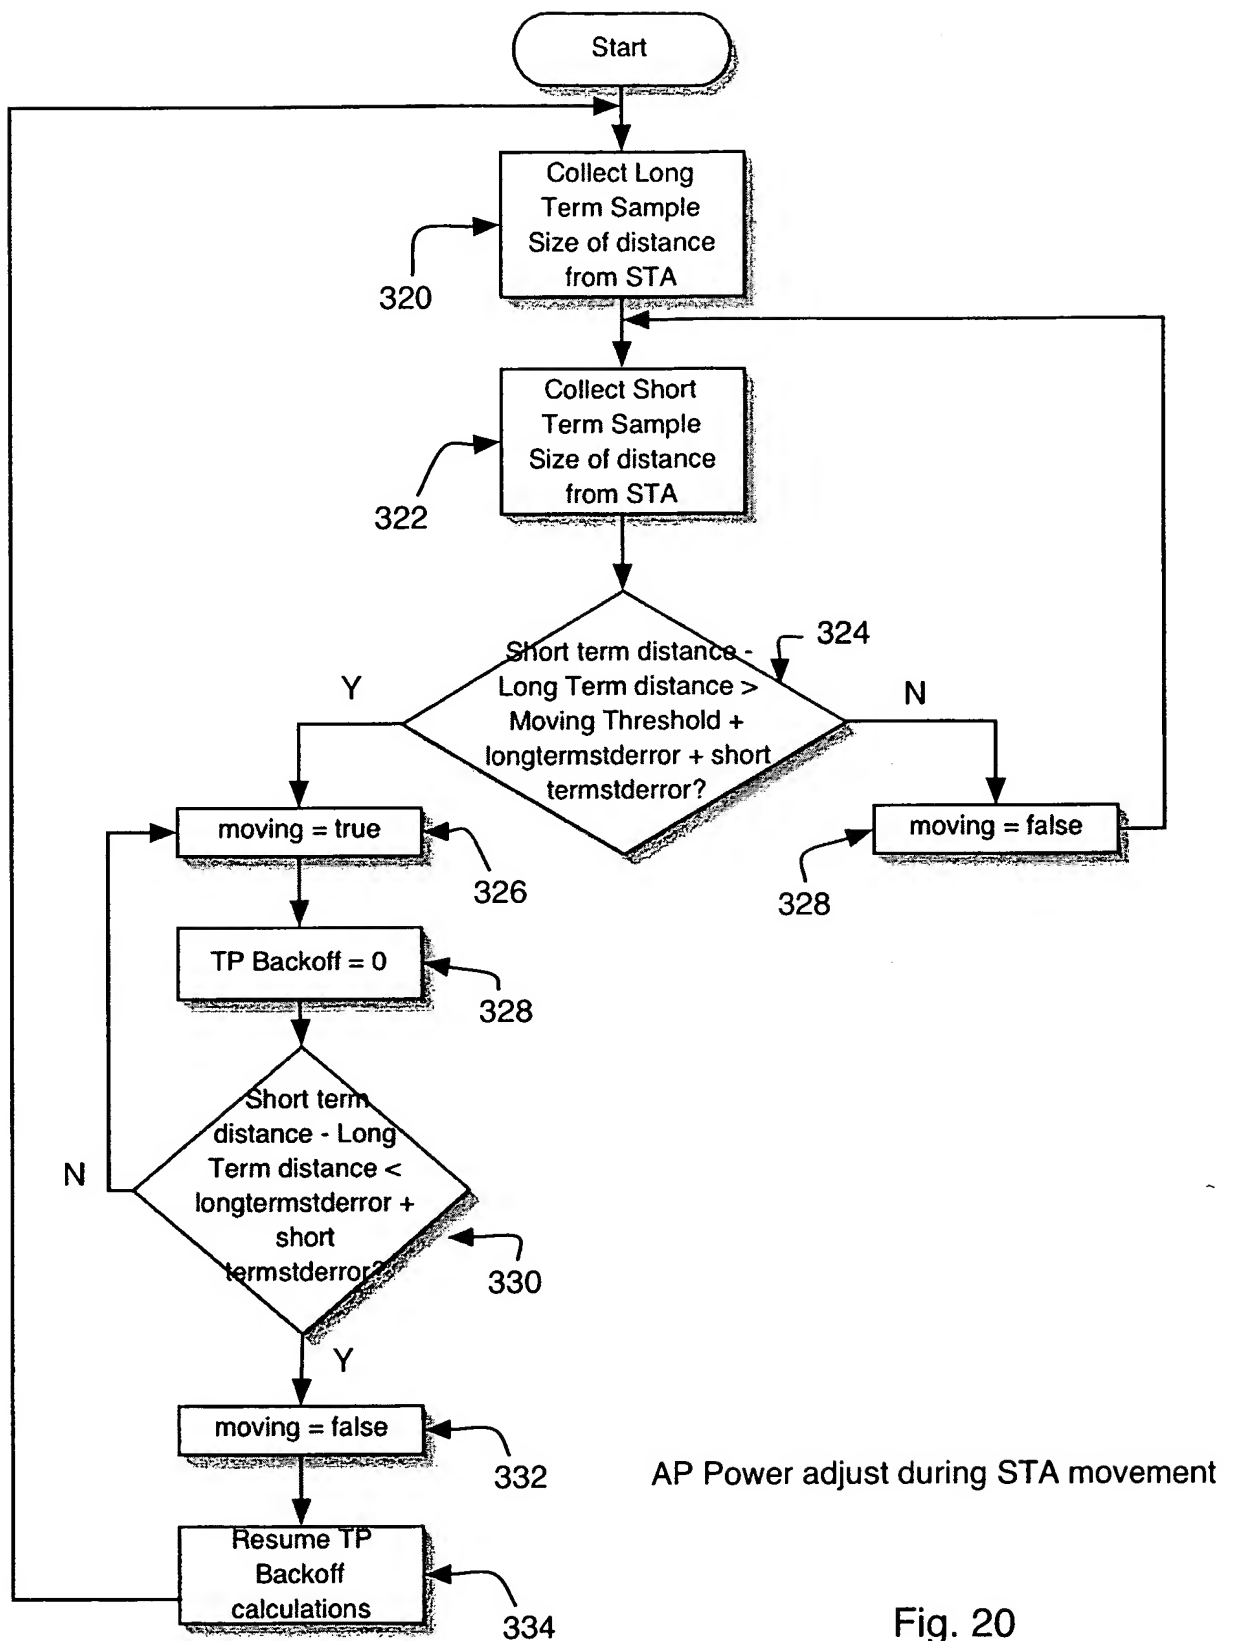 Start
Collect Long
Term Sample
Size of distance
from STA
320
Collect Short
Term Sample
Size of distance
from STA
322
Short term distance -
Long Term distance >
Moving Threshold +
longtermstderror + short
termstderror?
324
Y
N
moving = true
326
moving = false
328
TP Backoff = 0
328
Short term
distance - Long
Term distance <
longtermstderror +
short
termstderror?
330
N
Y
moving = false
332
Resume TP
Backoff
calculations
334
AP Power adjust during STA movement
Fig. 20